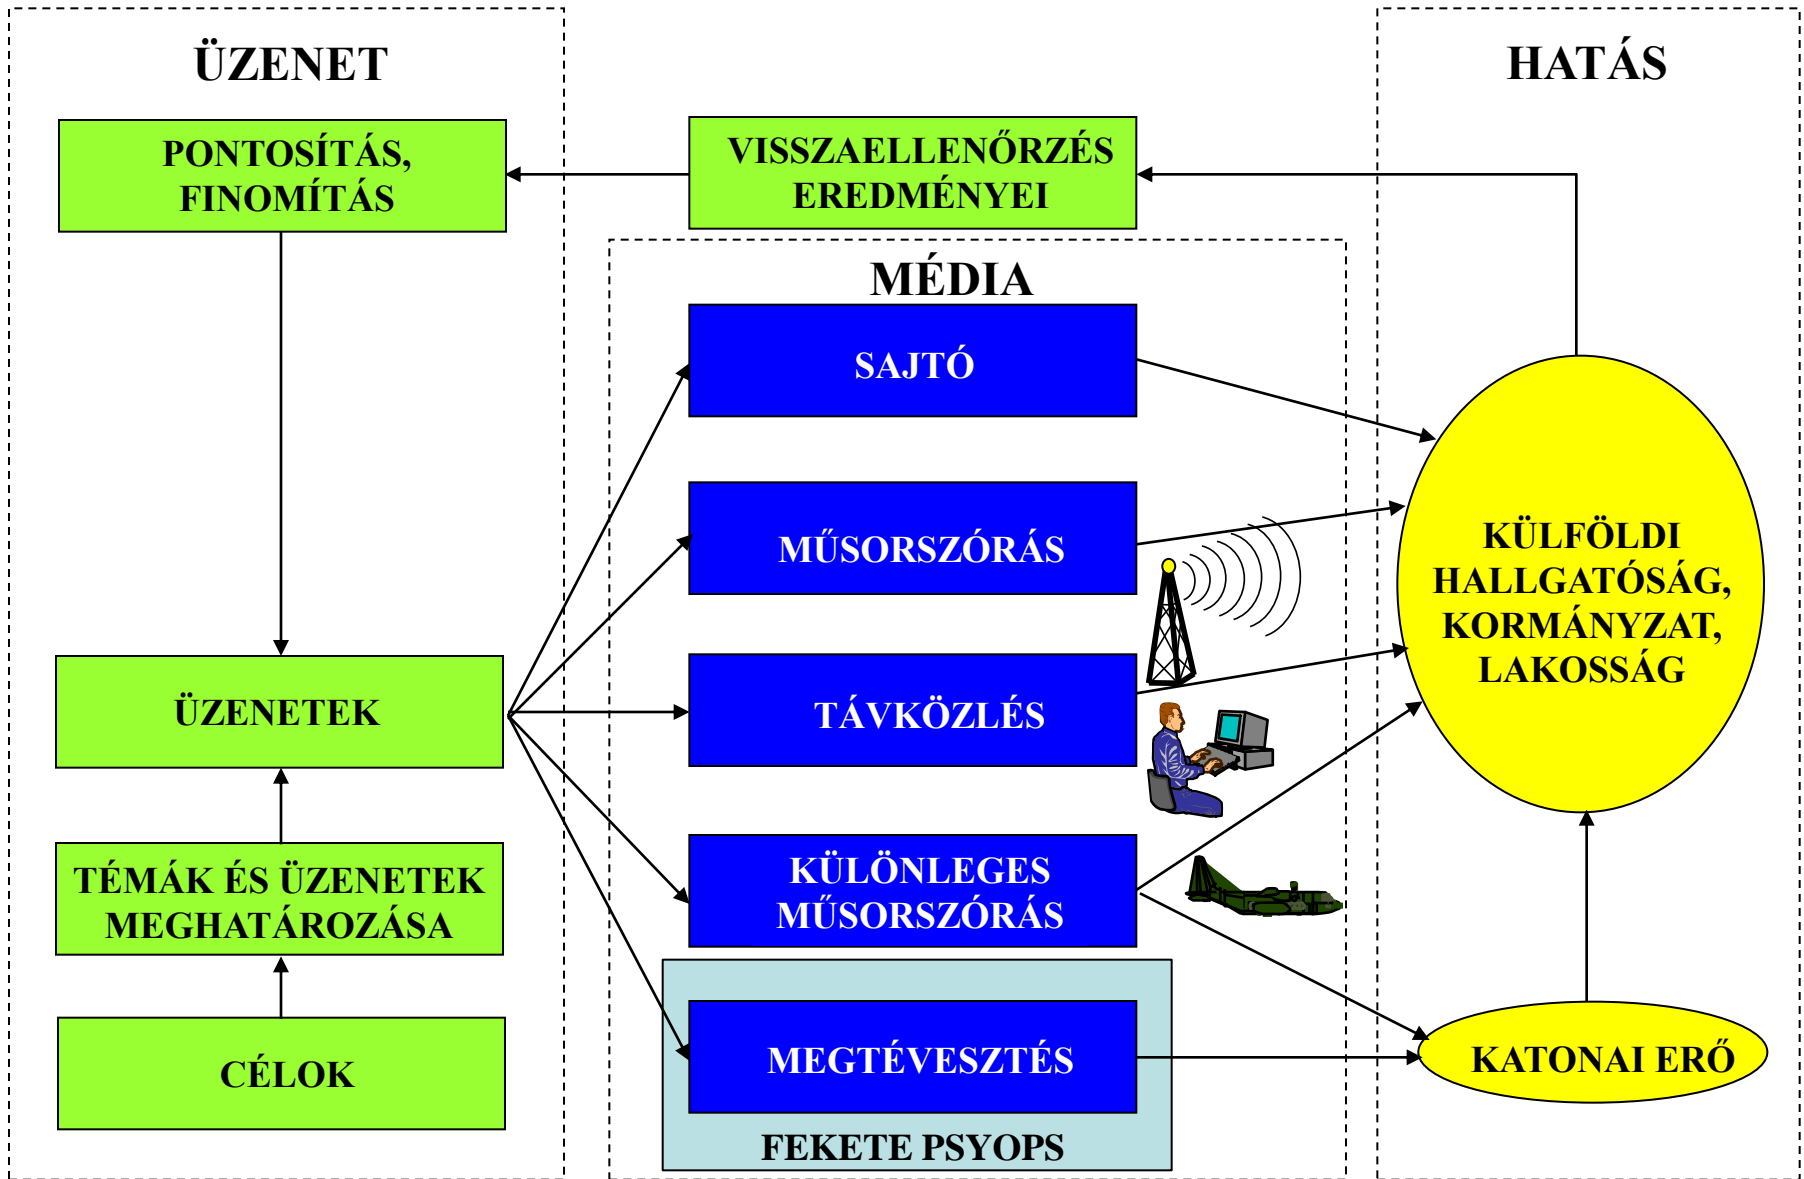 ÜZENET
PONTOSÍTÁS,
FINOMÍTÁS
ÜZENETEK
TÉMÁK ÉS ÜZENETEK
MEGHATÁROZÁSA
CÉLOK
VISSZAELLENŐRZÉS
EREDMÉNYEI
MÉDIA
SAJTÓ
MŰSORSZÓRÁS
TÁVKÖZLÉS
KÜLÖNLEGES
MŰSORSZÓRÁS
MEGTÉVESZTÉS
FEKETE PSYOPS
HATÁS
KÜLFÖLDI
HALLGATÓSÁG,
KORMÁNYZAT,
LAKOSSÁG
KATONAI ERŐ